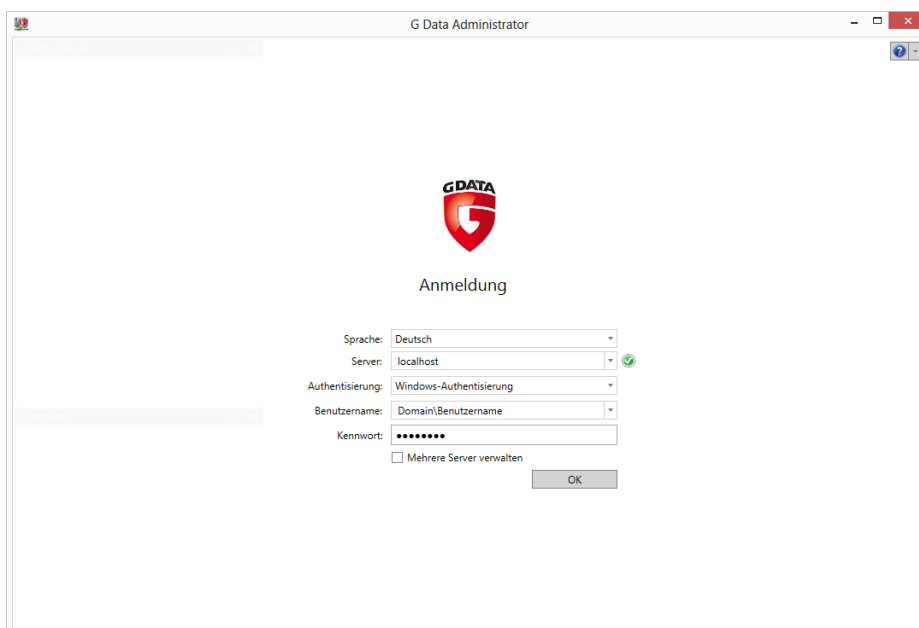 G Data Administrator
GDATA
Anmeldung
Sprache: Deutsch
Server: localhost
Authentisierung: Windows-Authentisierung
Benutzername: Domain\Benutzername
Kennwort: ••••••••
Mehrere Server verwalten
OK